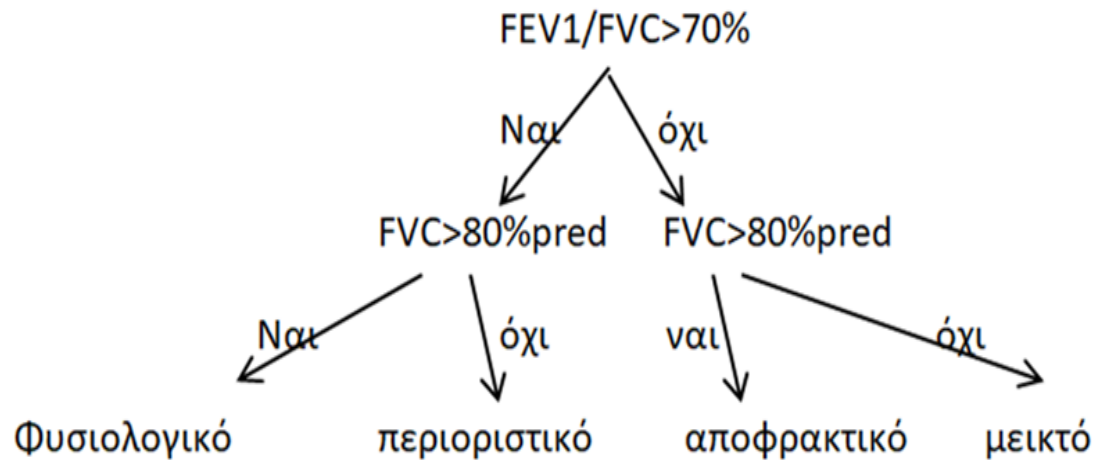 FEV1/FVC>70%
Ναι όχι
FVC>80%pred FVC>80%pred
Ναι όχι ναι όχι
Φυσιολογικό περιοριστικό αποφρακτικό μεικτό